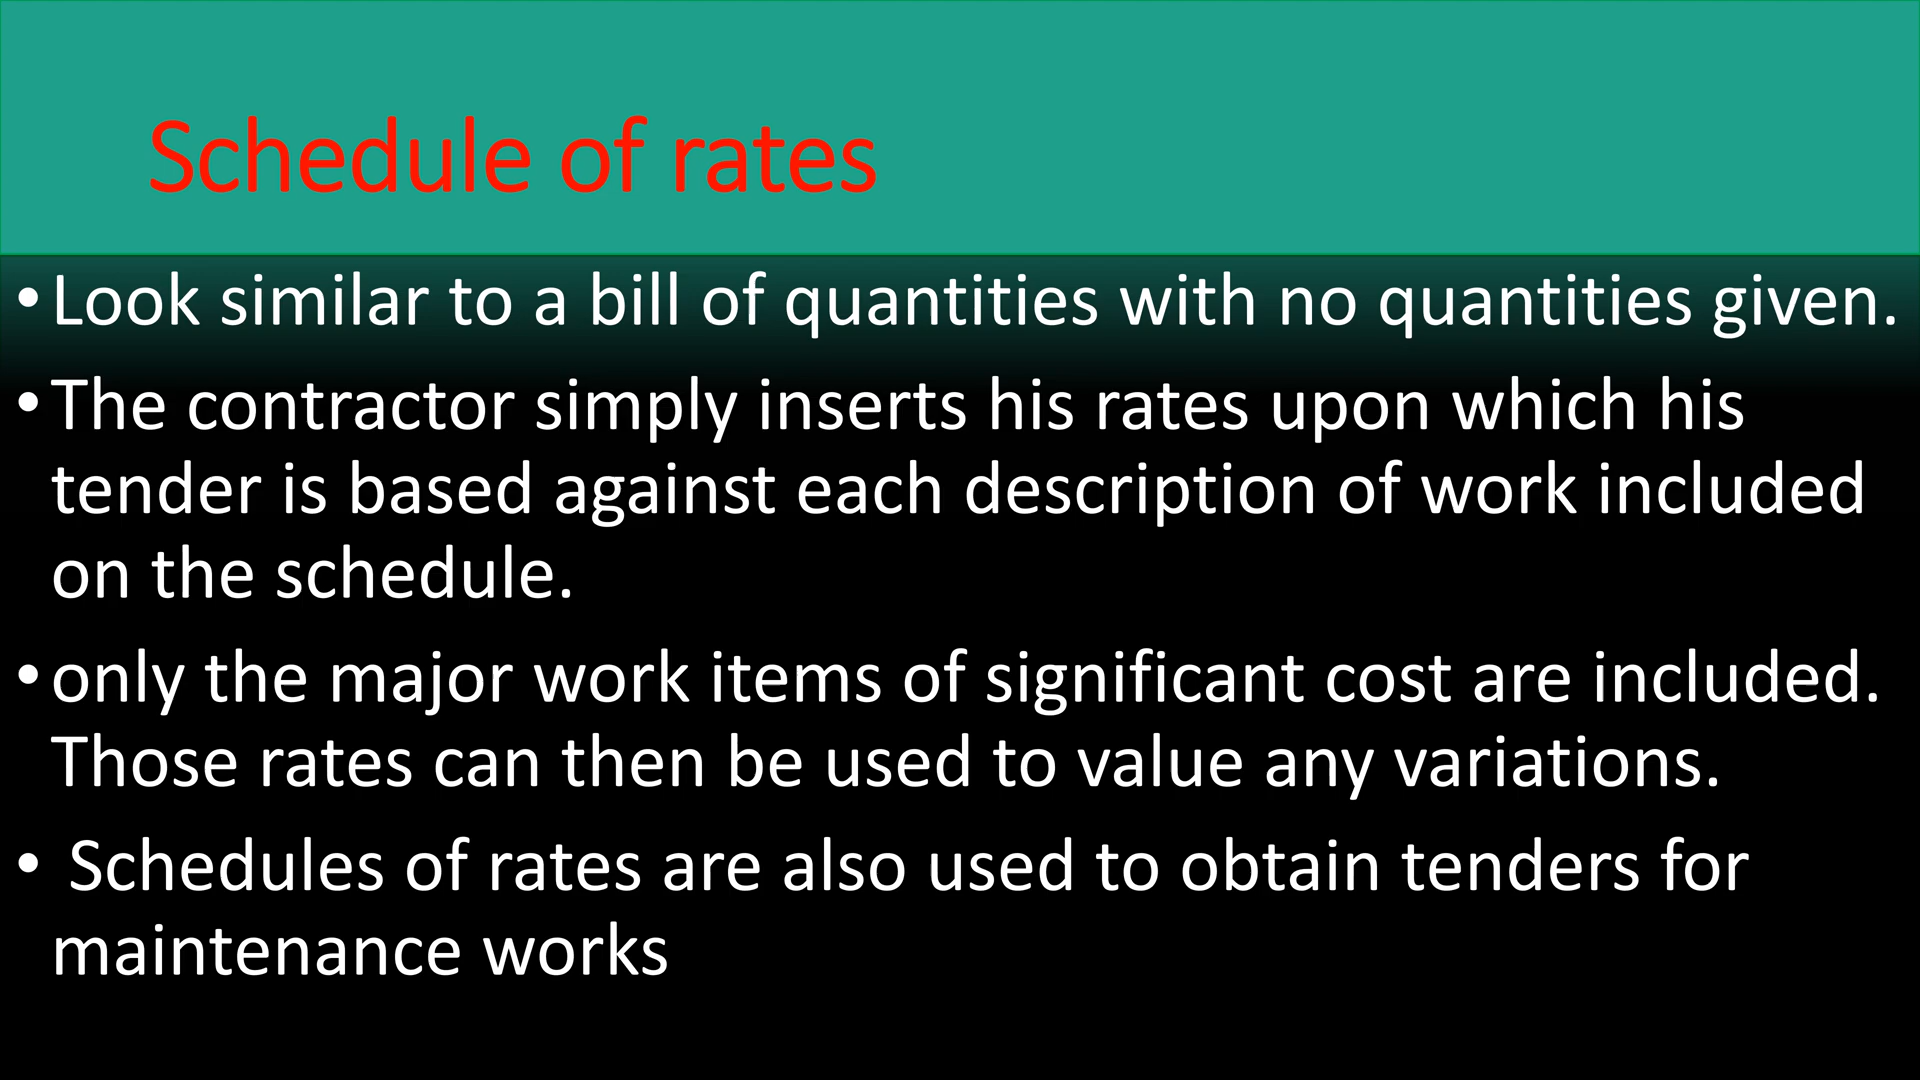 Schedule of rates
•Look similar to a bill of quantities with no quantities given.
•The contractor simply inserts his rates upon which his
tender is based against each description of work included
on the schedule.
•only the major work items of significant cost are included.
Those rates can then be used to value any variations.
• Schedules of rates are also used to obtain tenders for
maintenance works